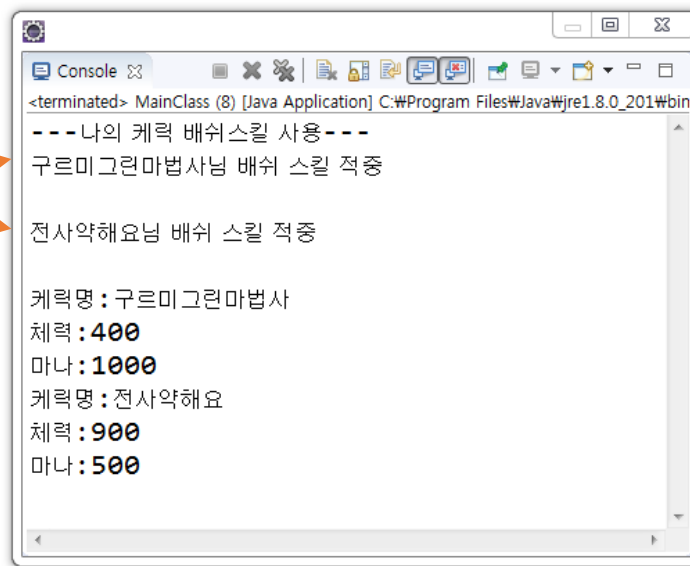 Console
<terminated> MainClass (8) [Java Application] C:₩Program Files₩Java₩jre1.8.0_201₩bin
---나의 케릭 배쉬스킬 사용---
구르미그린마법사님 배쉬 스킬 적중
전사약해요님 배쉬 스킬 적중
케릭명:구르미그린마법사
체력:400
마나:1000
케릭명:전사약해요
체력:900
마나:500